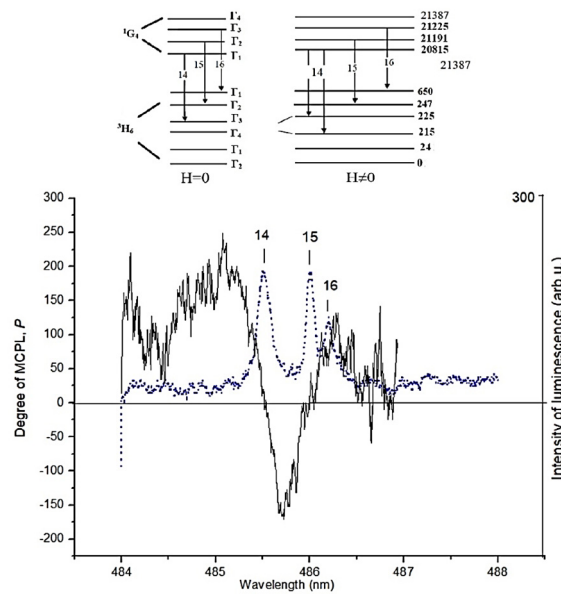 Γ₄
Γ₃
¹G₄
Γ₂
Γ₁
14
15
16
Γ₁
Γ₂
³H₆
Γ₃
Γ₄
Γ₁
Γ₂
H=0
21387
21225
21191
20815
21387
14
15
16
650
247
225
215
24
0
H≠0
300
250
200
150
100
50
0
-50
-100
-150
-200
Degree of MCPL, P
14
15
16
300
Intensity of luminescence (arb.u.)
484
485
486
487
488
Wavelength (nm)